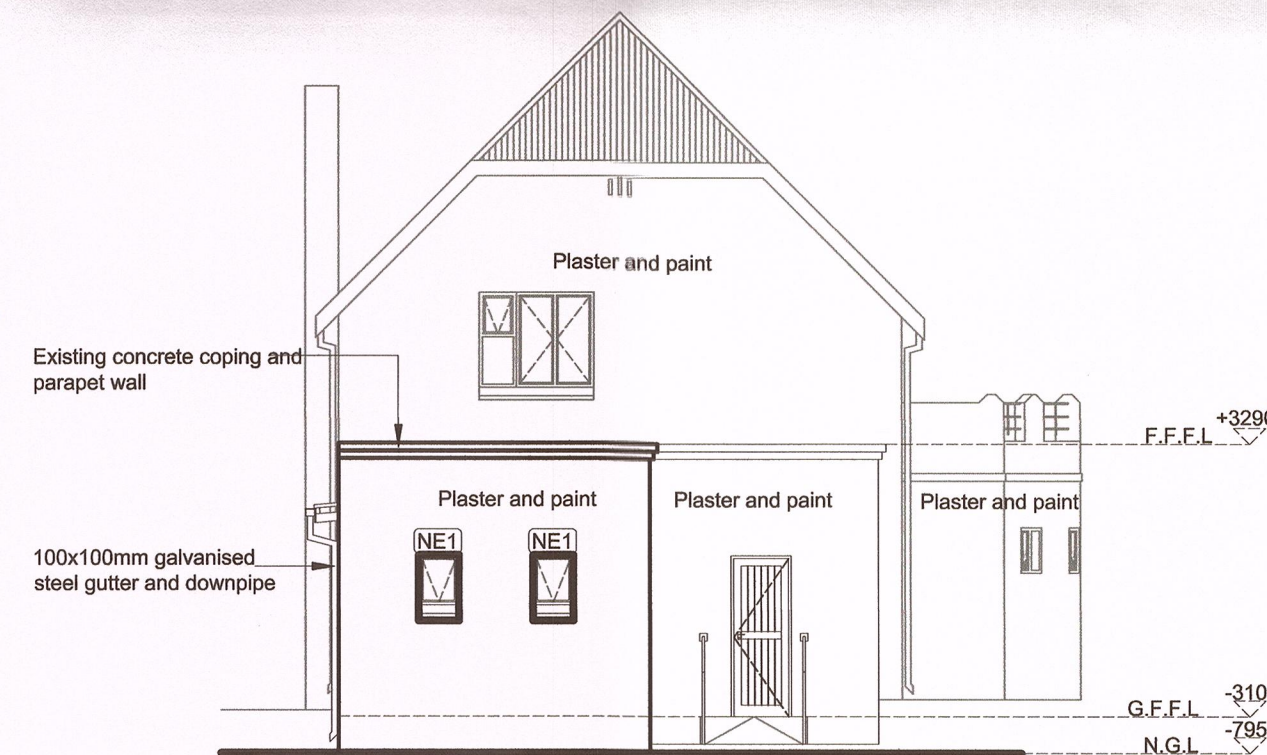 Plaster and paint
Existing concrete coping and
parapet wall
+3290
F.F.F.L
Plaster and paint
Plaster and paint
Plaster and paint
NE1
NE1
100x100mm galvanised
steel gutter and downpipe
-310
G.F.F.L
-795
N.G.L